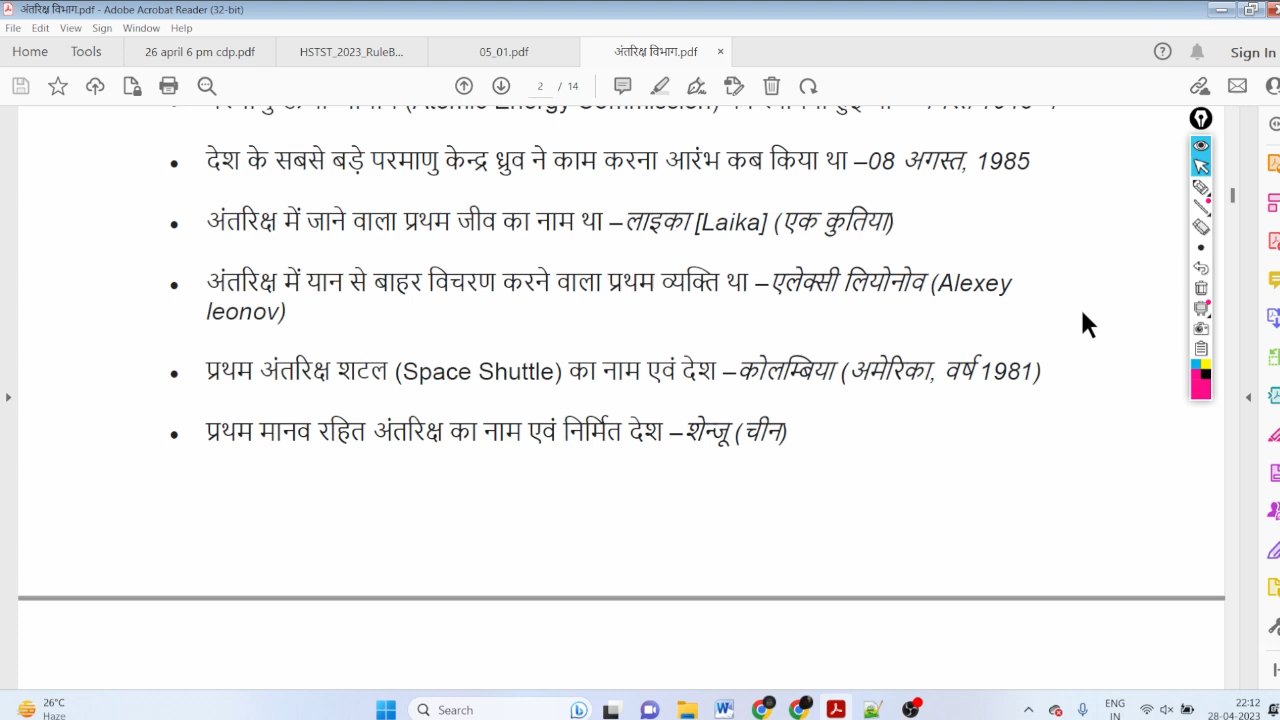 अंतरिक्ष विभाग.pdf - Adobe Acrobat Reader (32-bit)
File Edit View Sign Window Help
Home Tools 26 april 6 pm cdp.pdf HSTST_2023_RuleB... 05_01.pdf अंतरिक्ष विभाग.pdf × Sign In
2 / 14
(Atomic Energy Commission)
• देश के सबसे बड़े परमाणु केन्द्र ध्रुव ने काम करना आरंभ कब किया था –08 अगस्त, 1985
• अंतरिक्ष में जाने वाला प्रथम जीव का नाम था –लाइका [Laika] (एक कुतिया)
• अंतरिक्ष में यान से बाहर विचरण करने वाला प्रथम व्यक्ति था –एलेक्सी लियोनोव (Alexey
leonov)
• प्रथम अंतरिक्ष शटल (Space Shuttle) का नाम एवं देश –कोलम्बिया (अमेरिका, वर्ष 1981)
• प्रथम मानव रहित अंतरिक्ष का नाम एवं निर्मित देश –शेन्जू (चीन)
26°C
Haze
Search
ENG
IN
22:12
28-04-2023